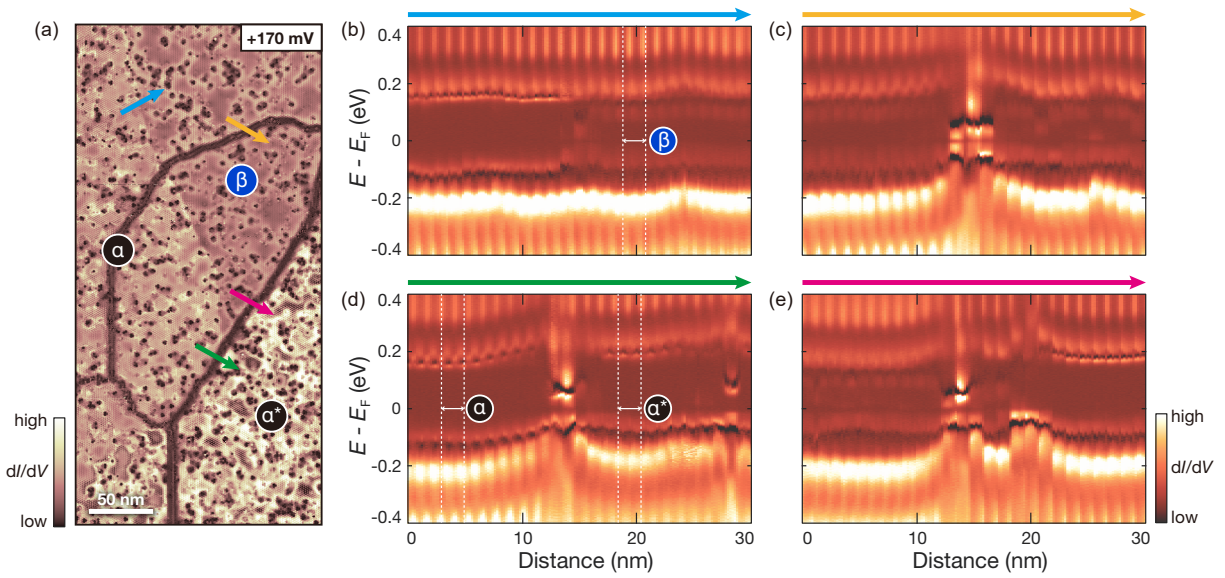 (a)
+170 mV
β
α
α*
high
dI/dV
low
50 nm
(b)
0.4
0.2
0
-0.2
-0.4
E - E_F (eV)
β
(c)
(d)
0.4
0.2
0
-0.2
-0.4
E - E_F (eV)
α
α*
0 10 20 30
Distance (nm)
(e)
0 10 20 30
Distance (nm)
high
dI/dV
low